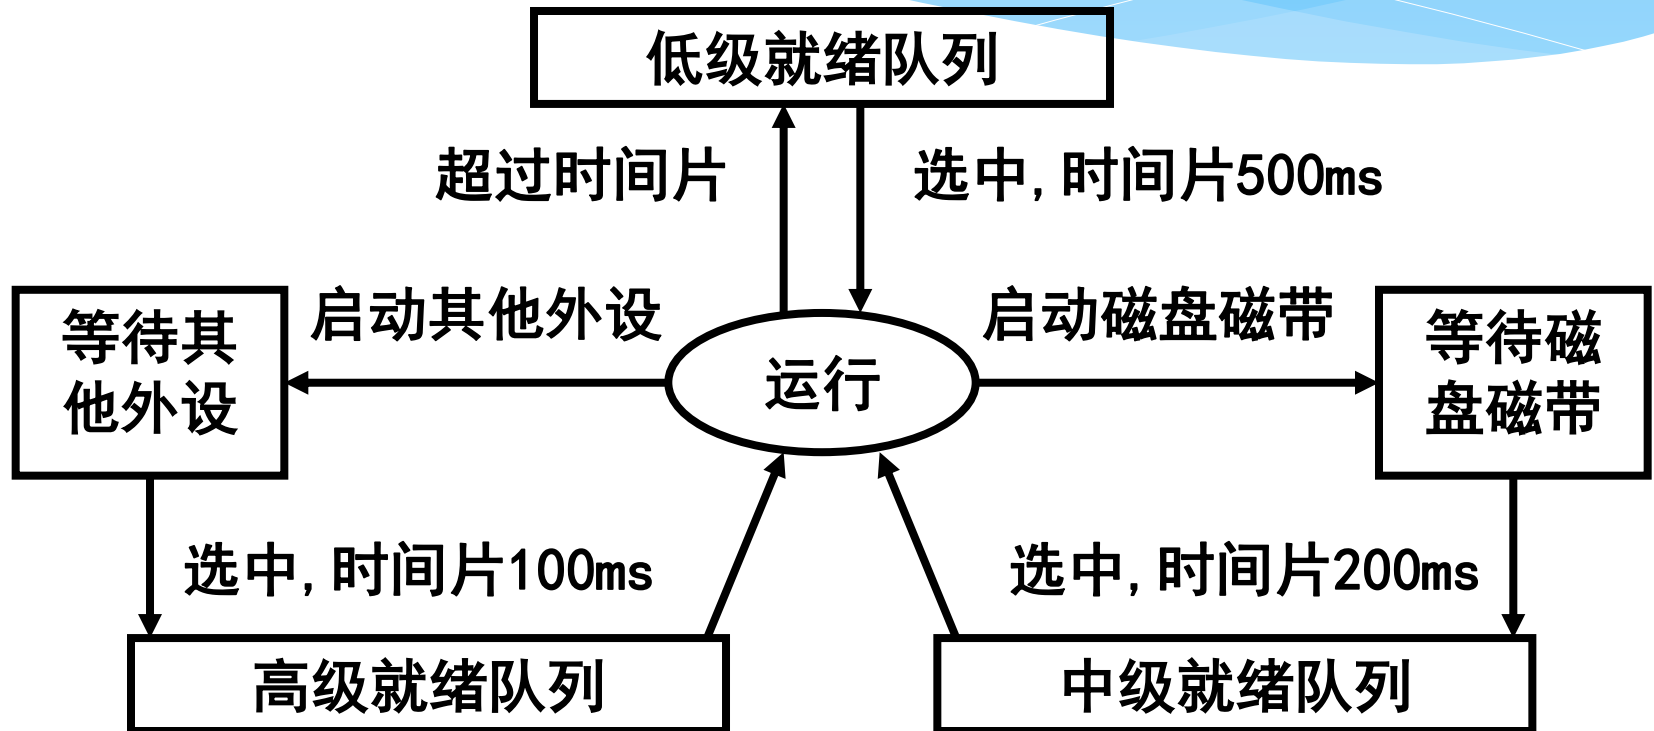 低级就绪队列
超过时间片
选中,时间片500ms
启动其他外设
启动磁盘磁带
等待其
他外设
运行
等待磁
盘磁带
选中,时间片100ms
选中,时间片200ms
高级就绪队列
中级就绪队列